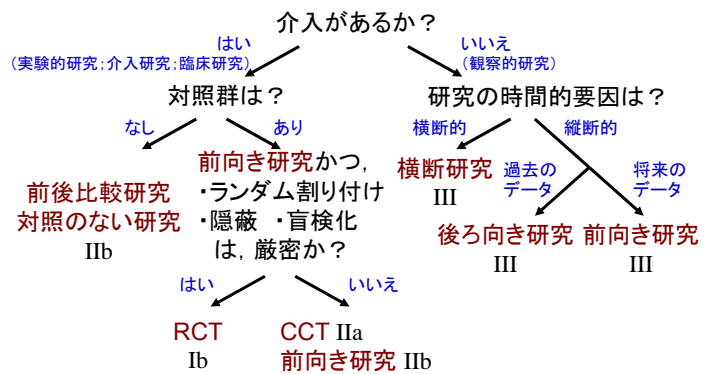 介入があるか？
はい
（実験的研究；介入研究；臨床研究）
いいえ
（観察的研究）
対照群は？
研究の時間的要因は？
なし
あり
横断的
縦断的
前向き研究かつ，
・ランダム割り付け
・隠蔽 ・盲検化
は，厳密か？
前後比較研究
対照のない研究
IIb
横断研究
III
過去の
データ
将来の
データ
後ろ向き研究
III
前向き研究
III
はい
いいえ
RCT
Ib
CCT IIa
前向き研究 IIb